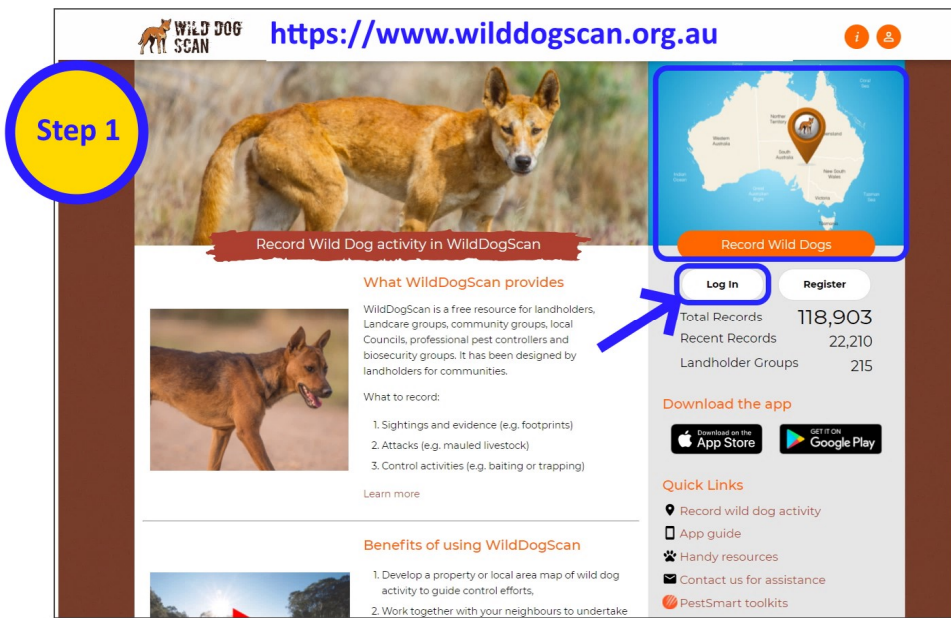 WILD DOG
SCAN
https://www.wilddogscan.org.au
i
Step 1
Record Wild Dog activity in WildDogScan
Northern
Territory
Western
Australia
South
Australia
New South
Wales
Victoria
Record Wild Dogs
Log In
Register
Total Records 118,903
Recent Records 22,210
Landholder Groups 215
What WildDogScan provides
WildDogScan is a free resource for landholders,
Landcare groups, community groups, local
Councils, professional pest controllers and
biosecurity groups. It has been designed by
landholders for communities.
What to record:
1. Sightings and evidence (e.g. footprints)
2. Attacks (e.g. mauled livestock)
3. Control activities (e.g. baiting or trapping)
Learn more
Download the app
Download on the
App Store
GET IT ON
Google Play
Quick Links
Record wild dog activity
App guide
Handy resources
Contact us for assistance
PestSmart toolkits
Benefits of using WildDogScan
1. Develop a property or local area map of wild dog
activity to guide control efforts,
2. Work together with your neighbours to undertake